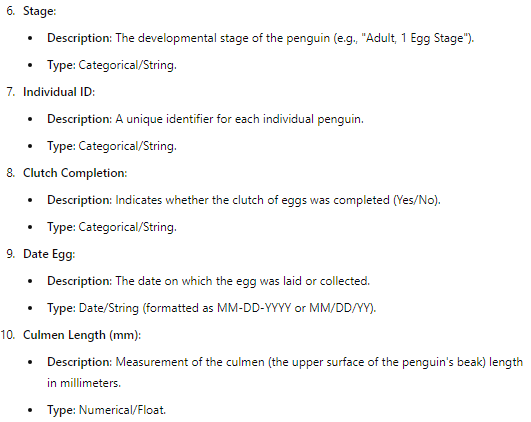 6. Stage:
• Description: The developmental stage of the penguin (e.g., "Adult, 1 Egg Stage").
• Type: Categorical/String.
7. Individual ID:
• Description: A unique identifier for each individual penguin.
• Type: Categorical/String.
8. Clutch Completion:
• Description: Indicates whether the clutch of eggs was completed (Yes/No).
• Type: Categorical/String.
9. Date Egg:
• Description: The date on which the egg was laid or collected.
• Type: Date/String (formatted as MM-DD-YYYY or MM/DD/YY).
10. Culmen Length (mm):
• Description: Measurement of the culmen (the upper surface of the penguin's beak) length
in millimeters.
• Type: Numerical/Float.